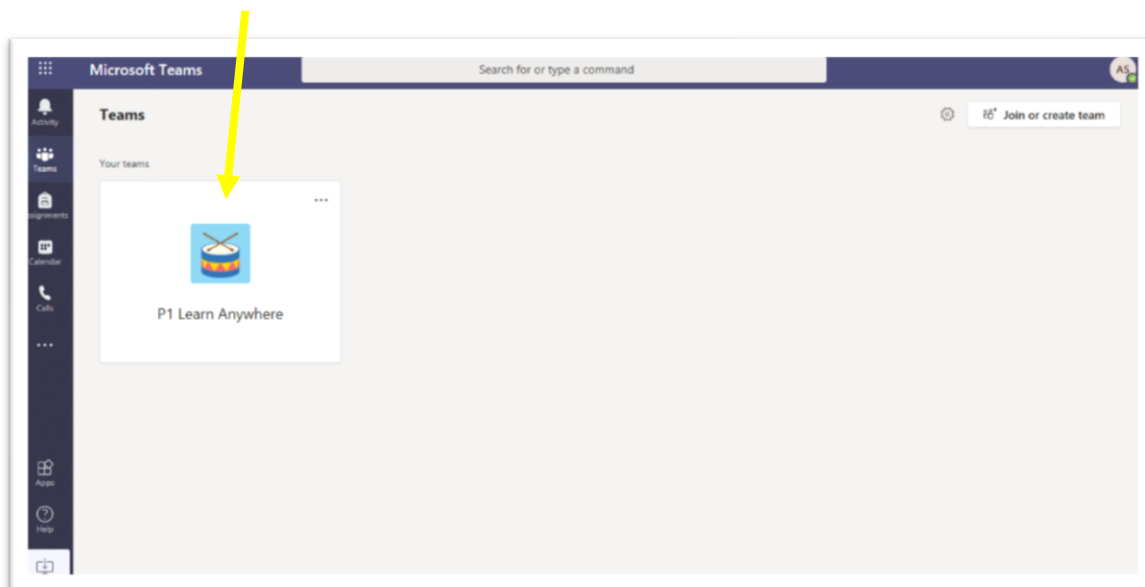 Microsoft Teams
Search for or type a command
AS
Activity
Teams
Join or create team
Teams
Your teams
ssignments
Calendar
P1 Learn Anywhere
Calls
Apps
Help